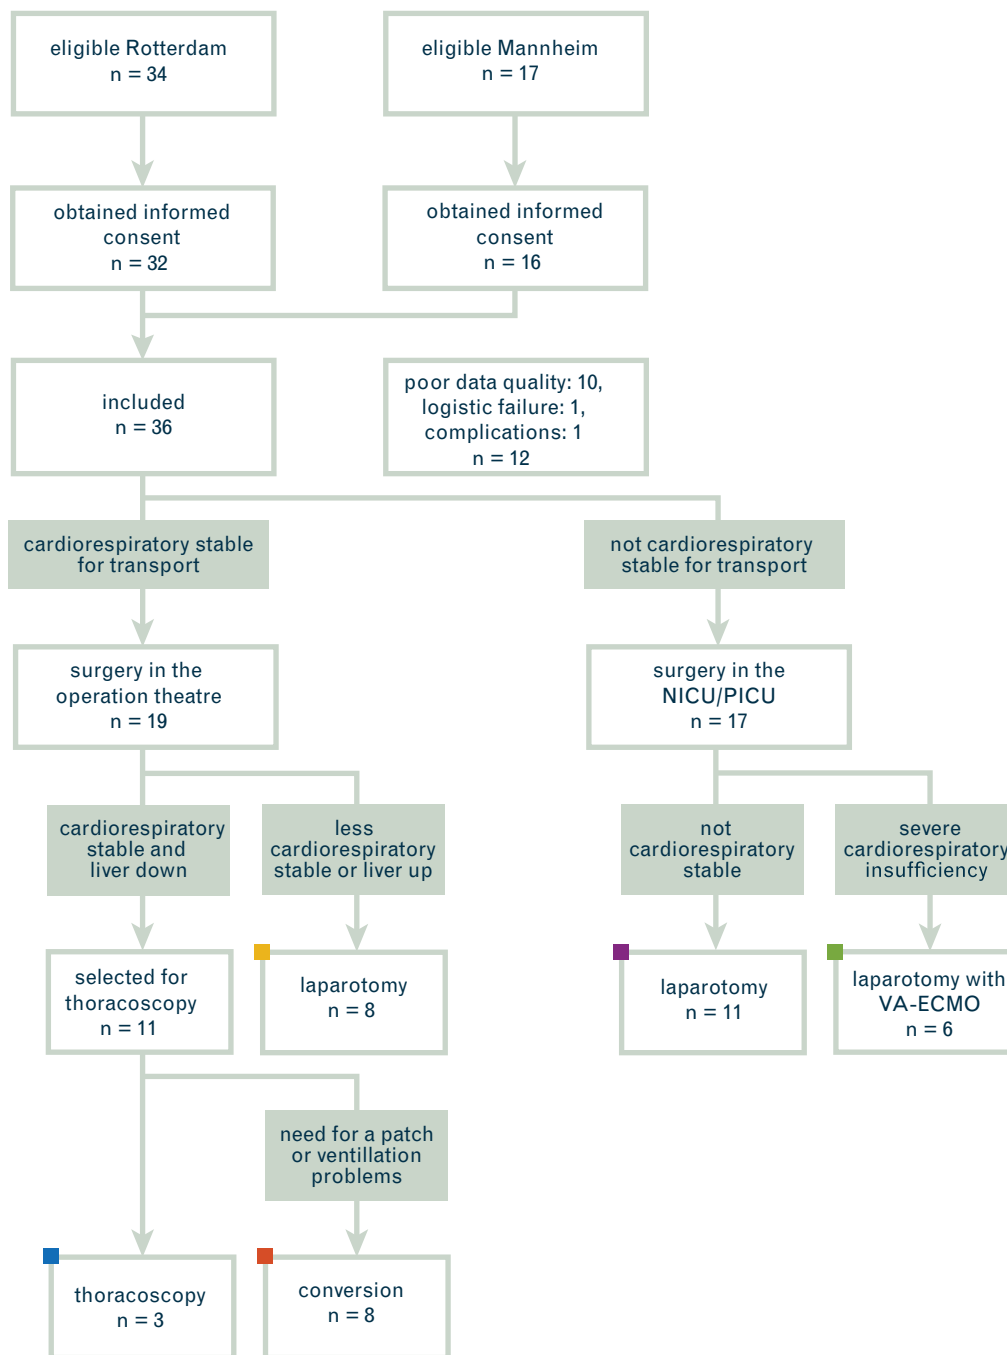 eligible Rotterdam
n = 34
eligible Mannheim
n = 17
obtained informed
consent
n = 32
obtained informed
consent
n = 16
included
n = 36
poor data quality: 10,
logistic failure: 1,
complications: 1
n = 12
cardiorespiratory stable
for transport
not cardiorespiratory
stable for transport
surgery in the
operation theatre
n = 19
surgery in the
NICU/PICU
n = 17
cardiorespiratory
stable and
liver down
less
cardiorespiratory
stable or liver up
not
cardiorespiratory
stable
severe
cardiorespiratory
insufficiency
selected for
thoracoscopy
n = 11
laparotomy
n = 8
laparotomy
n = 11
laparotomy with
VA-ECMO
n = 6
need for a patch
or ventillation
problems
thoracoscopy
n = 3
conversion
n = 8